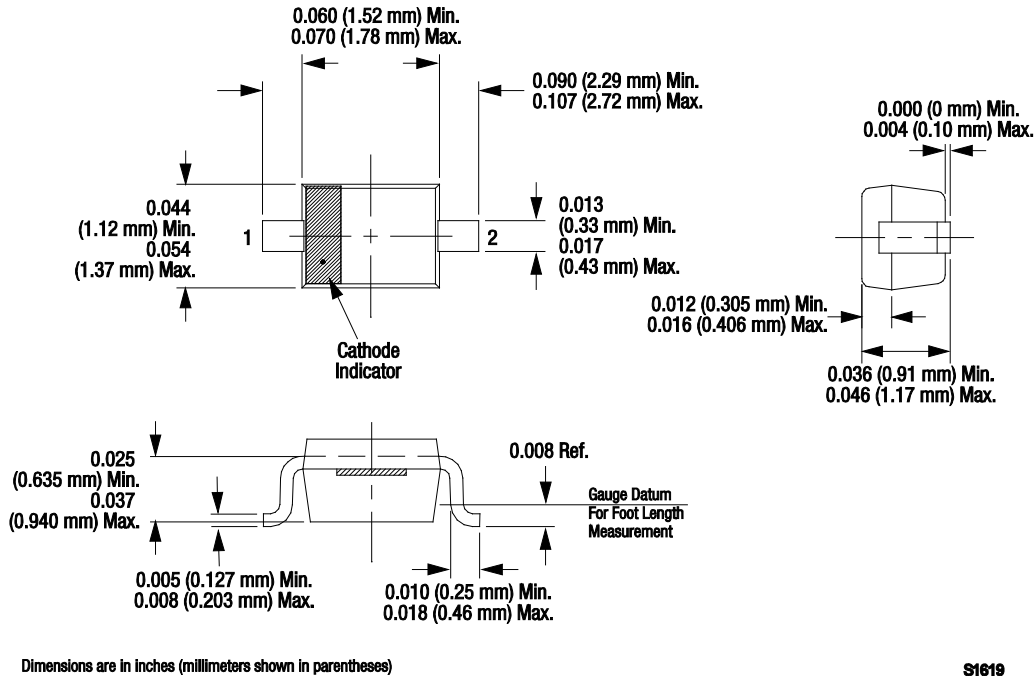 0.060 (1.52 mm) Min.
0.070 (1.78 mm) Max.
0.090 (2.29 mm) Min.
0.107 (2.72 mm) Max.
0.000 (0 mm) Min.
0.004 (0.10 mm) Max.
0.044
(1.12 mm) Min.
0.054
(1.37 mm) Max.
1
2
0.013
(0.33 mm) Min.
0.017
(0.43 mm) Max.
0.012 (0.305 mm) Min.
0.016 (0.406 mm) Max.
Cathode
Indicator
0.036 (0.91 mm) Min.
0.046 (1.17 mm) Max.
0.025
(0.635 mm) Min.
0.037
(0.940 mm) Max.
0.008 Ref.
Gauge Datum
For Foot Length
Measurement
0.005 (0.127 mm) Min.
0.008 (0.203 mm) Max.
0.010 (0.25 mm) Min.
0.018 (0.46 mm) Max.
Dimensions are in inches (millimeters shown in parentheses)
S1619